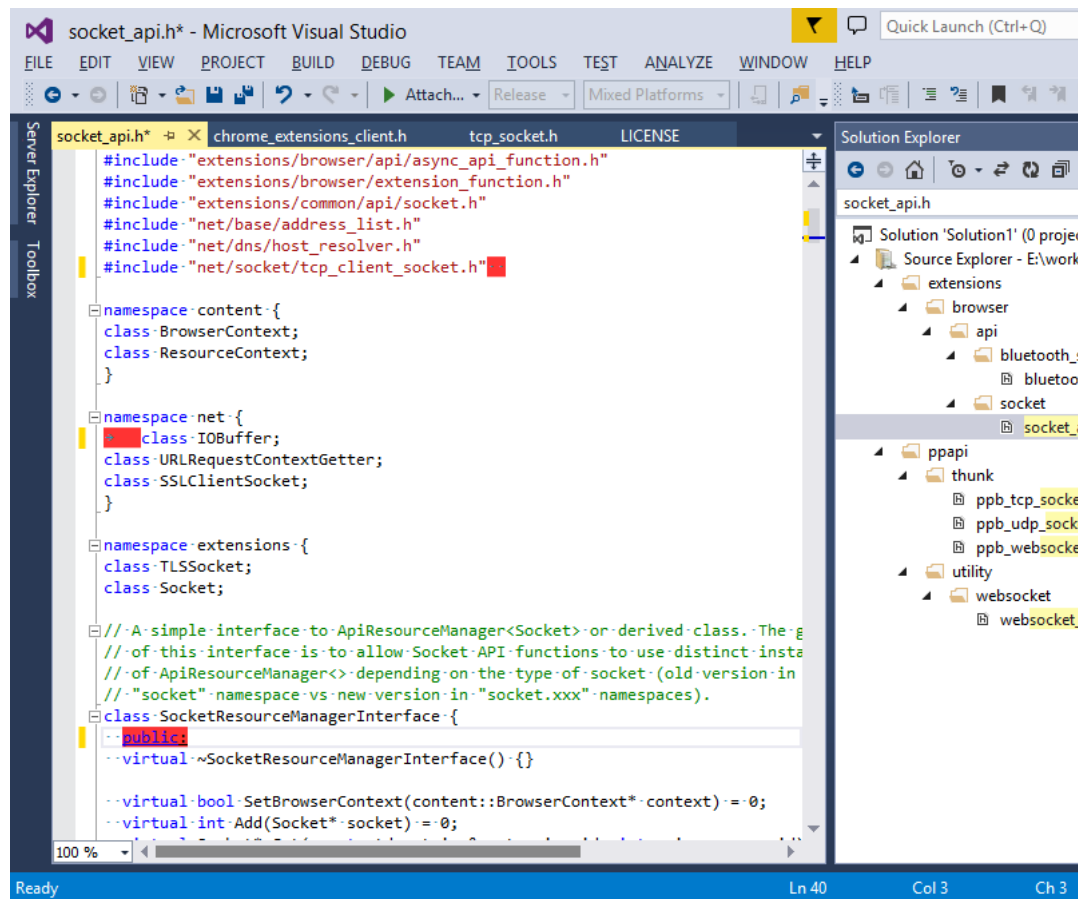 socket_api.h* - Microsoft Visual Studio
Quick Launch (Ctrl+Q)
FILE EDIT VIEW PROJECT BUILD DEBUG TEAM TOOLS TEST ANALYZE WINDOW HELP
Attach... Release Mixed Platforms
Server Explorer
Toolbox
socket_api.h* chrome_extensions_client.h tcp_socket.h LICENSE
#include "extensions/browser/api/async_api_function.h"
#include "extensions/browser/extension_function.h"
#include "extensions/common/api/socket.h"
#include "net/base/address_list.h"
#include "net/dns/host_resolver.h"
#include "net/socket/tcp_client_socket.h"
namespace content {
class BrowserContext;
class ResourceContext;
}
namespace net {
class IOBuffer;
class URLRequestContextGetter;
class SSLClientSocket;
}
namespace extensions {
class TLSSocket;
class Socket;
// A simple interface to ApiResourceManager<Socket> or derived class. The g
// of this interface is to allow Socket API functions to use distinct insta
// of ApiResourceManager<> depending on the type of socket (old version in
// "socket" namespace vs new version in "socket.xxx" namespaces).
class SocketResourceManagerInterface {
public:
virtual ~SocketResourceManagerInterface() {}
virtual bool SetBrowserContext(content::BrowserContext* context) = 0;
virtual int Add(Socket* socket) = 0;
100 %
Solution Explorer
socket_api.h
Solution 'Solution1' (0 projec
Source Explorer - E:\work
extensions
browser
api
bluetooth_s
bluetoo
socket
socket_a
ppapi
thunk
ppb_tcp_socke
ppb_udp_sock
ppb_websocke
utility
websocket
websocket_
Ready Ln 40 Col 3 Ch 3